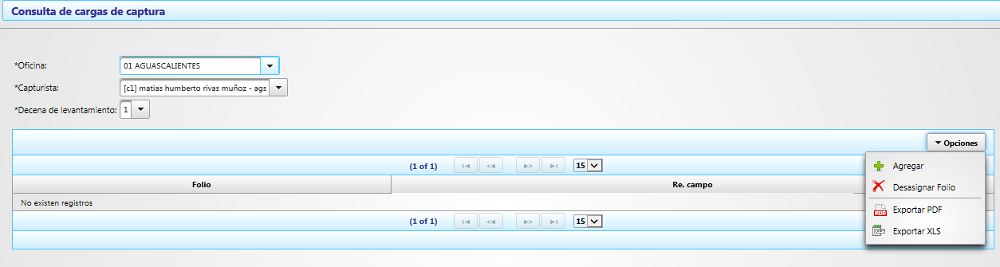 Consulta de cargas de captura
*Oficina: 01 AGUASCALIENTES
*Capturista: [c1] matias humberto rivas muñoz - ags
*Decena de levantamiento: 1
Opciones
(1 of 1) 15
Agregar
Folio Re. campo
Desasignar Folio
No existen registros
Exportar PDF
(1 of 1) 15
Exportar XLS